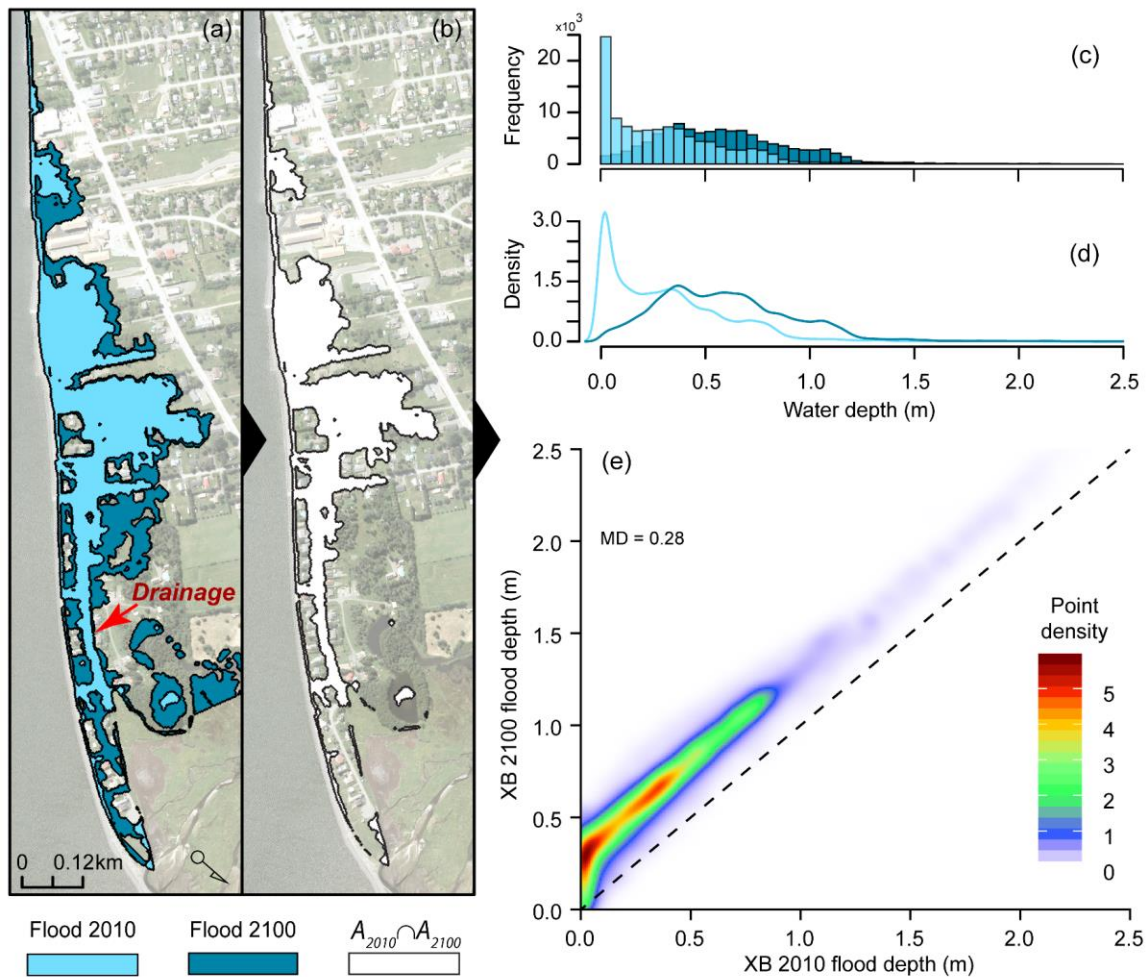 (a)
Drainage
0 0.12km
(b)
×10³
20
10
0
Frequency
(c)
3.0
1.5
0.0
Density
(d)
0.0 0.5 1.0 1.5 2.0 2.5
Water depth (m)
(e)
MD = 0.28
2.5
2.0
1.5
1.0
0.5
0.0
XB 2100 flood depth (m)
0.0 0.5 1.0 1.5 2.0 2.5
XB 2010 flood depth (m)
Point
density
5
4
3
2
1
0
Flood 2010 Flood 2100 A₂₀₁₀∩A₂₁₀₀